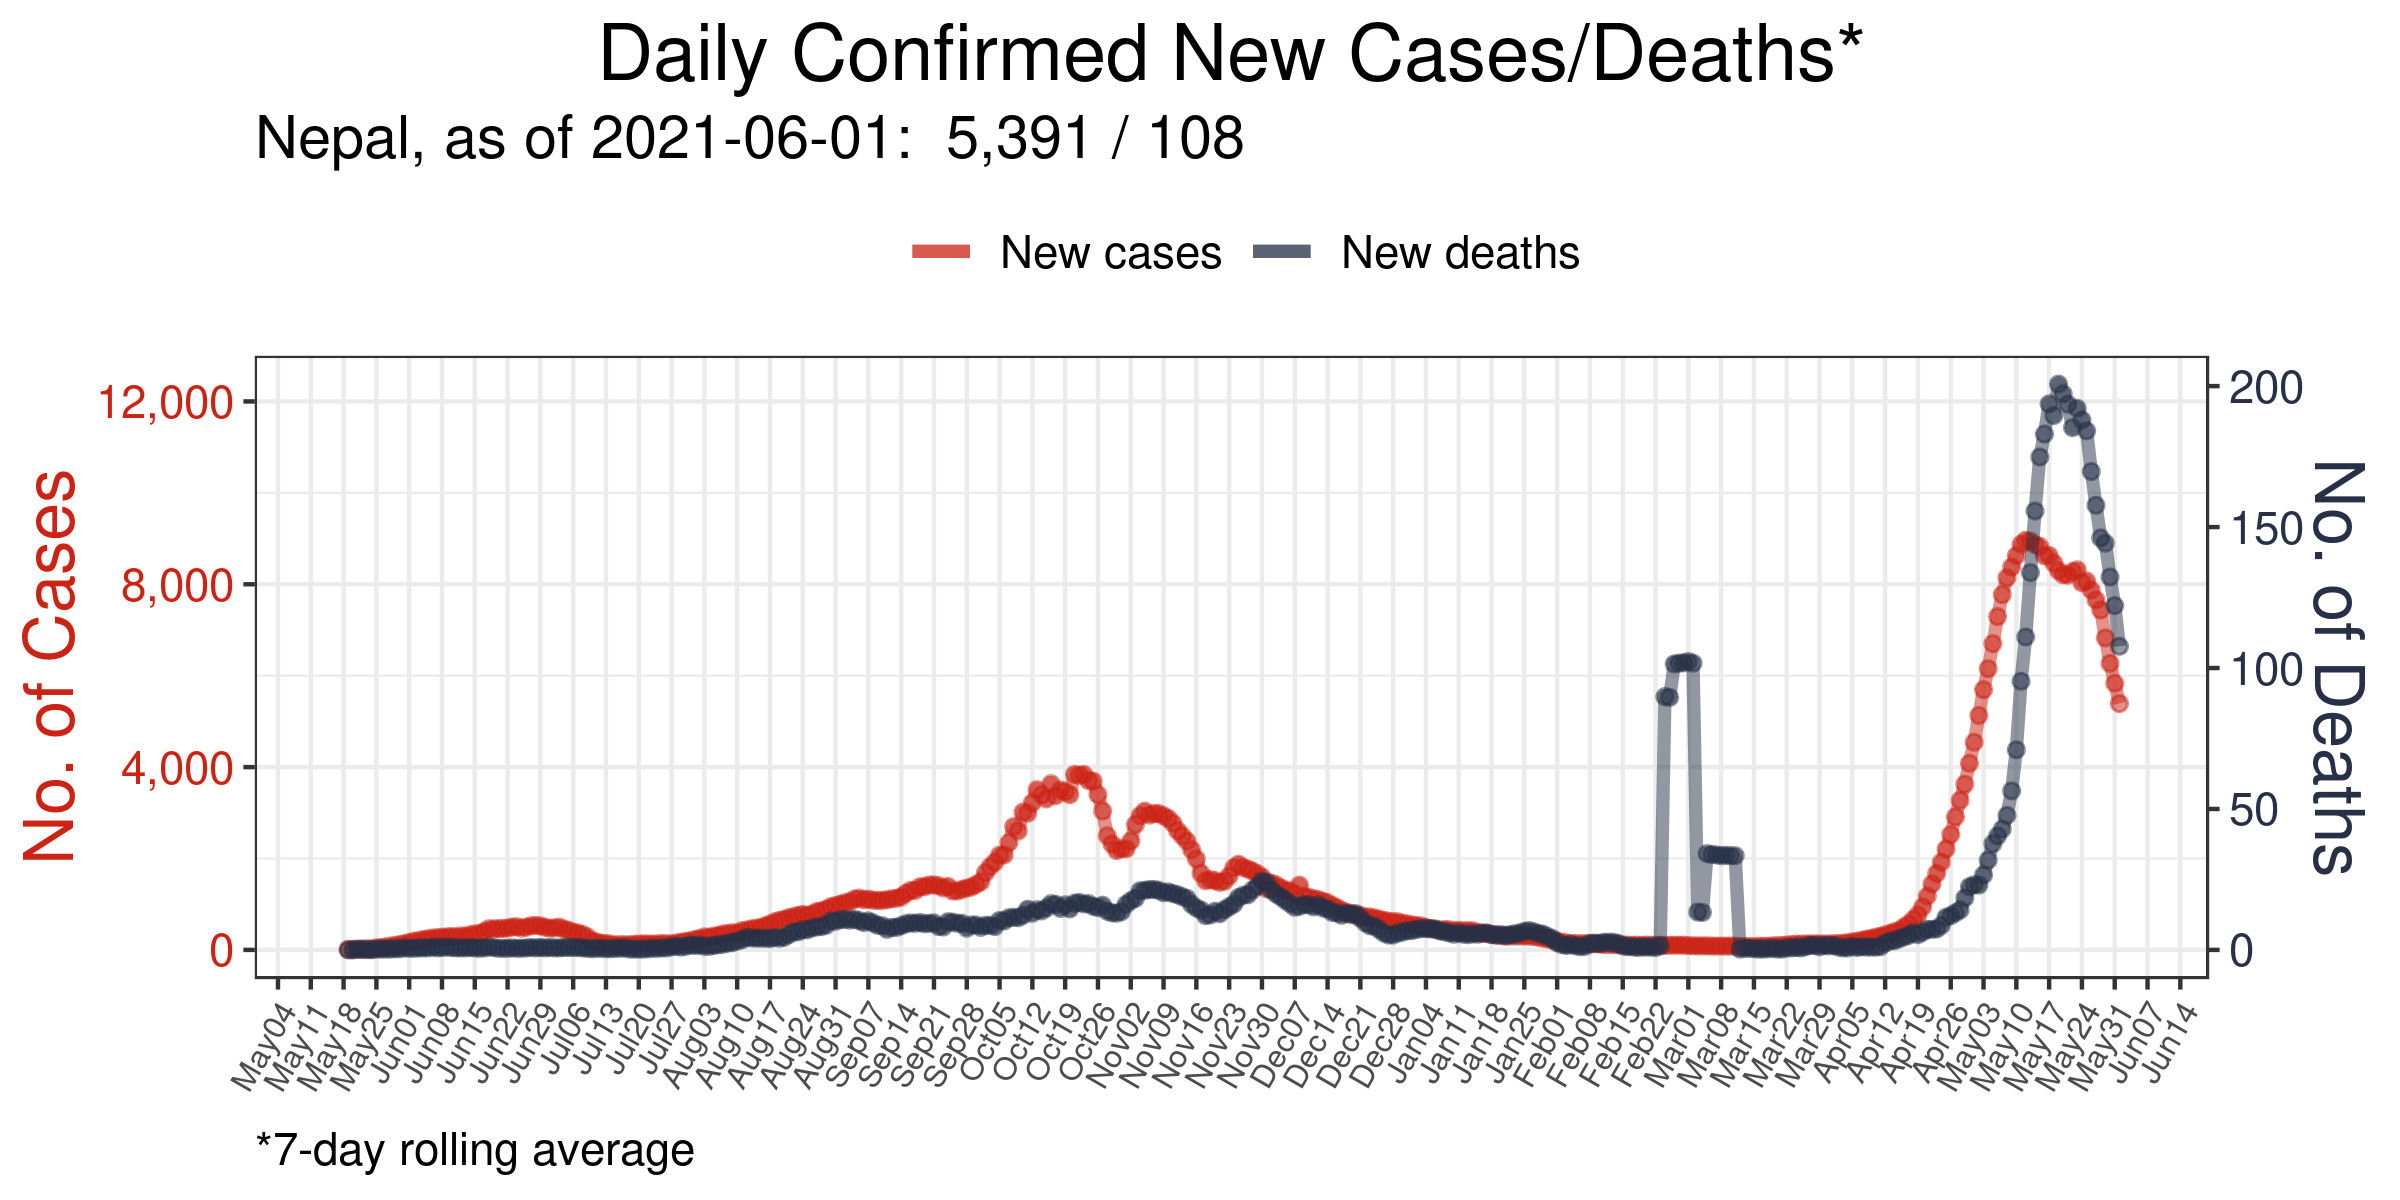 Daily Confirmed New Cases/Deaths*
Nepal, as of 2021-06-01:  5,391 / 108
New cases
New deaths
No. of Cases
12,000
8,000
4,000
0
200
150
100
50
0
No. of Deaths
May04
May11
May18
May25
Jun01
Jun08
Jun15
Jun22
Jun29
Jul06
Jul13
Jul20
Jul27
Aug03
Aug10
Aug17
Aug24
Aug31
Sep07
Sep14
Sep21
Sep28
Oct05
Oct12
Oct19
Oct26
Nov02
Nov09
Nov16
Nov23
Nov30
Dec07
Dec14
Dec21
Dec28
Jan04
Jan11
Jan18
Jan25
Feb01
Feb08
Feb15
Feb22
Mar01
Mar08
Mar15
Mar22
Mar29
Apr05
Apr12
Apr19
Apr26
May03
May10
May17
May24
May31
Jun07
Jun14
*7-day rolling average